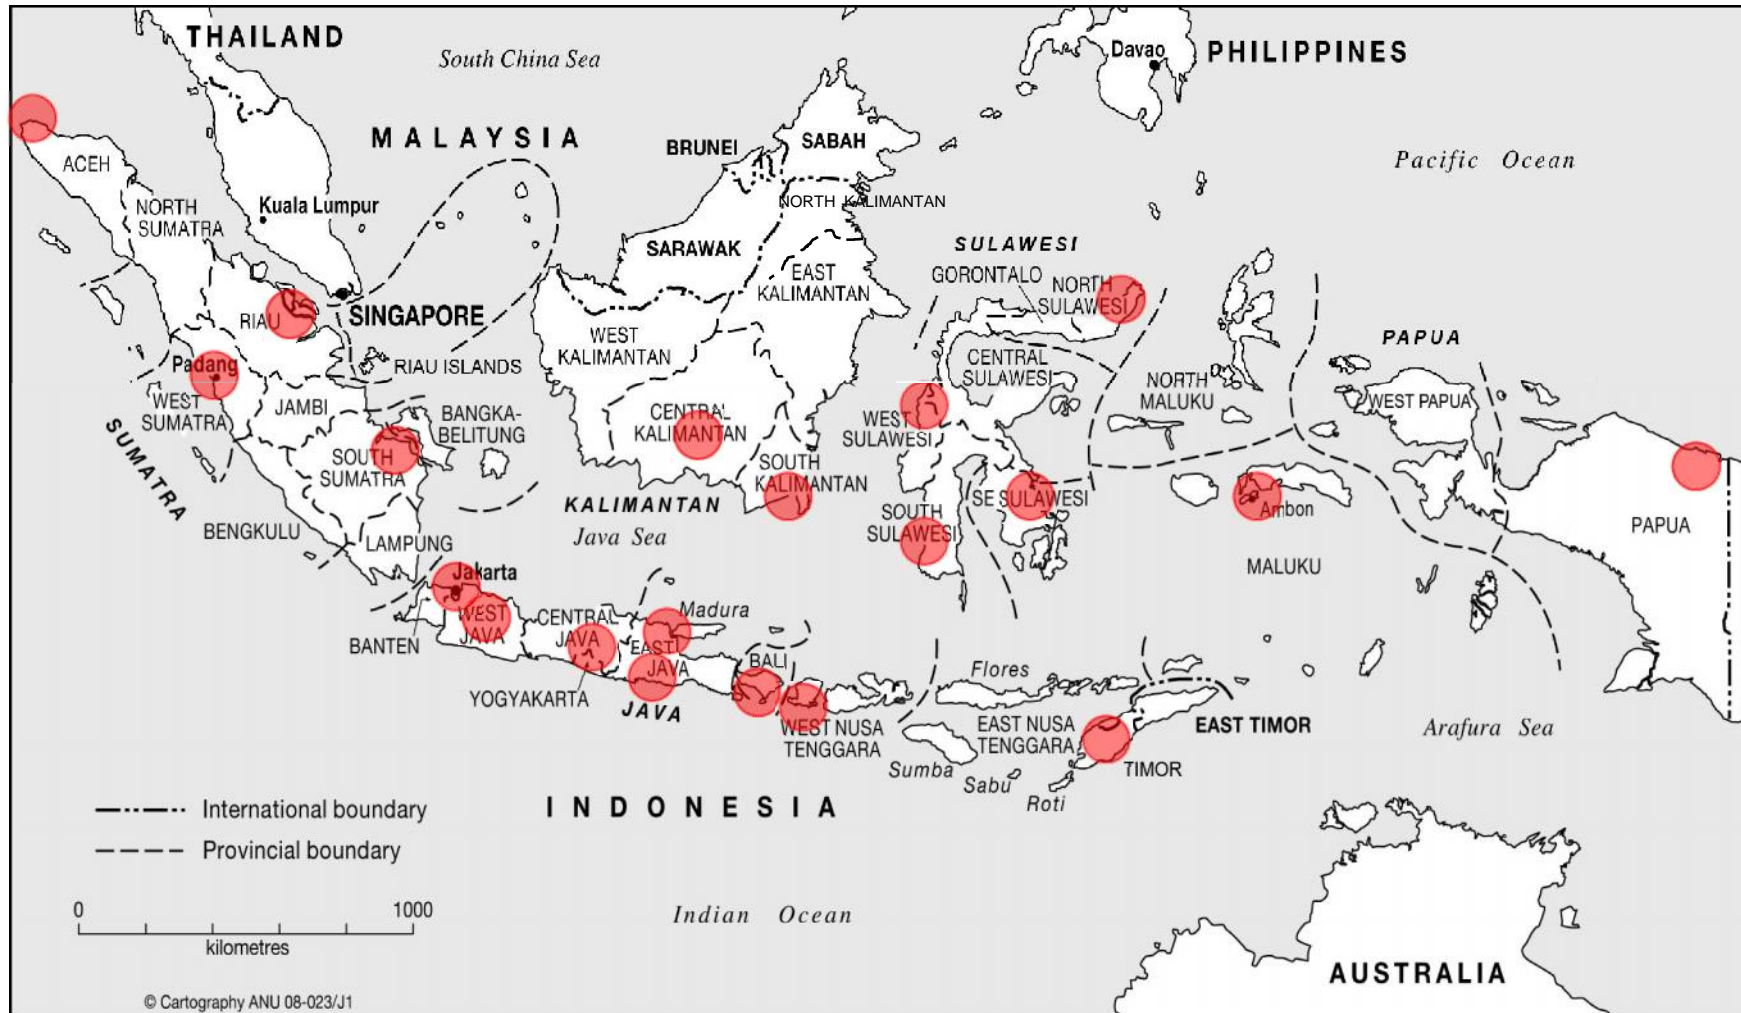 THAILAND
South China Sea
Davao
PHILIPPINES
MALAYSIA
BRUNEI
SABAH
Pacific Ocean
ACEH
NORTH
SUMATRA
Kuala Lumpur
NORTH KALIMANTAN
SARAWAK
SULAWESI
GORONTALO
NORTH
SULAWESI
EAST
KALIMANTAN
RIAU
SINGAPORE
WEST
KALIMANTAN
PAPUA
Padang
RIAU ISLANDS
CENTRAL
SULAWESI
NORTH
MALUKU
WEST PAPUA
WEST
SUMATRA
JAMBI
BANGKA-
BELITUNG
CENTRAL
KALIMANTAN
WEST
SULAWESI
SUMATRA
SOUTH
SUMATRA
SOUTH
KALIMANTAN
KALIMANTAN
SE SULAWESI
SOUTH
SULAWESI
Ambon
PAPUA
BENGKULU
LAMPUNG
Java Sea
MALUKU
Jakarta
WEST
JAVA
CENTRAL
JAVA
Madura
BANTEN
EAST
JAVA
BALI
Flores
YOGYAKARTA
JAVA
WEST NUSA
TENGGARA
EAST NUSA
TENGGARA
EAST TIMOR
Arafura Sea
Sumba
Sabu
Roti
TIMOR
INDONESIA
International boundary
Provincial boundary
0 1000
kilometres
Indian Ocean
AUSTRALIA
© Cartography ANU 08-023/J1